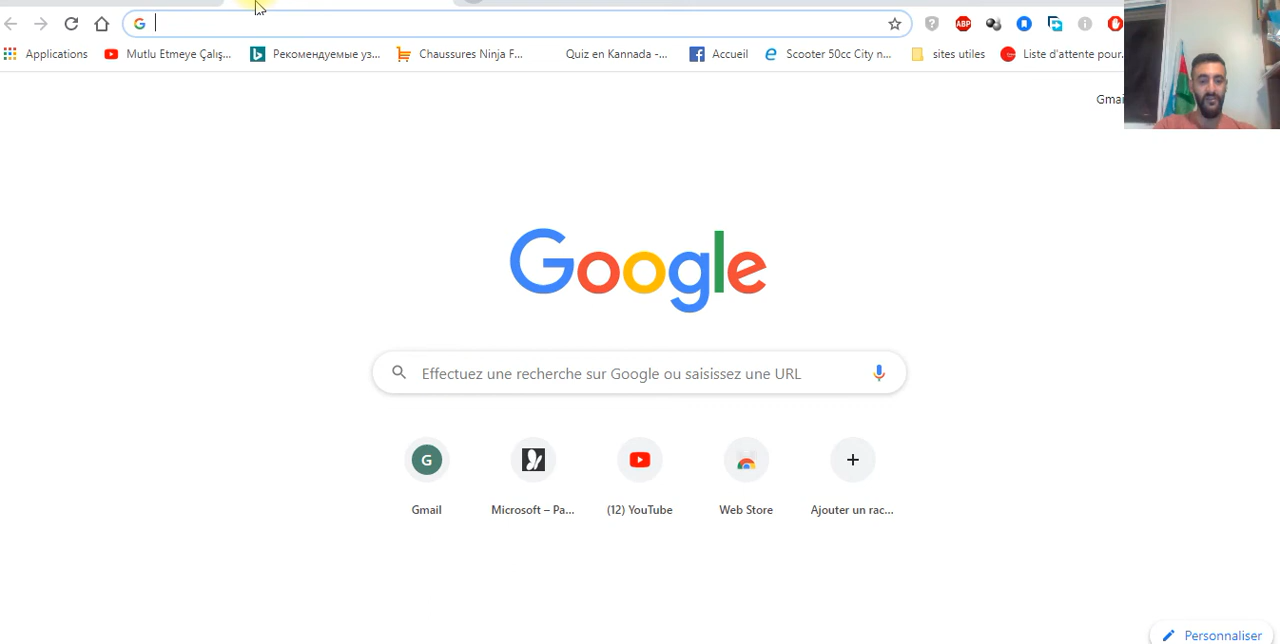 Applications Mutlu Etmeye Çalış... Рекомендуемые уз... Chaussures Ninja F... Quiz en Kannada -... Accueil Scooter 50cc City n... sites utiles Liste d'attente pour...
ABP
Gmai
Google
Effectuez une recherche sur Google ou saisissez une URL
G
Gmail Microsoft – Pa... (12) YouTube Web Store Ajouter un rac...
Personnaliser